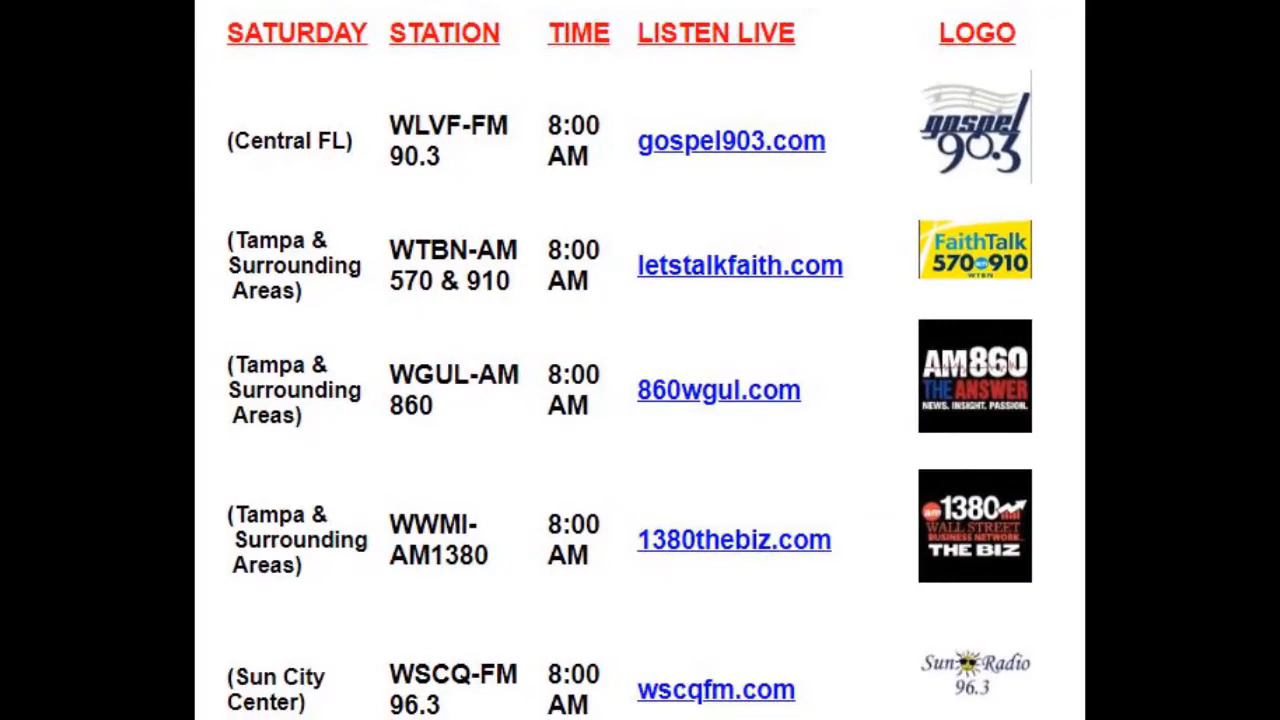 SATURDAY STATION TIME LISTEN LIVE LOGO
(Central FL)
WLVF-FM
90.3
8:00
AM
gospel903.com
gospel
90.3
(Tampa &
Surrounding
Areas)
WTBN-AM
570 & 910
8:00
AM
letstalkfaith.com
FaithTalk
570 910
WTBN
(Tampa &
Surrounding
Areas)
WGUL-AM
860
8:00
AM
860wgul.com
AM860
THE ANSWER
NEWS. INSIGHT. PASSION.
(Tampa &
Surrounding
Areas)
WWMI-
AM1380
8:00
AM
1380thebiz.com
am 1380
WALL STREET
BUSINESS NETWORK
THE BIZ
(Sun City
Center)
WSCQ-FM
96.3
8:00
AM
wscqfm.com
Sun Radio
96.3